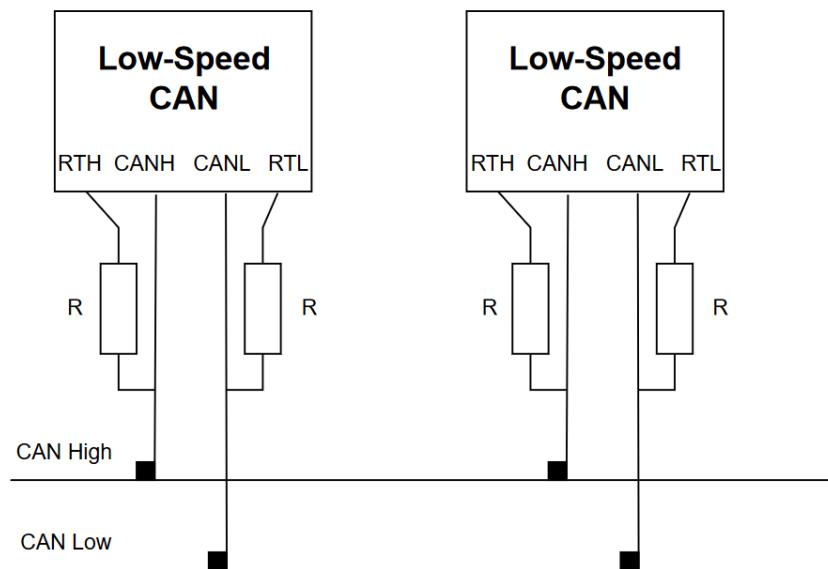 Low-Speed
CAN
RTH CANH CANL RTL
R
R
Low-Speed
CAN
RTH CANH CANL RTL
R
R
CAN High
CAN Low